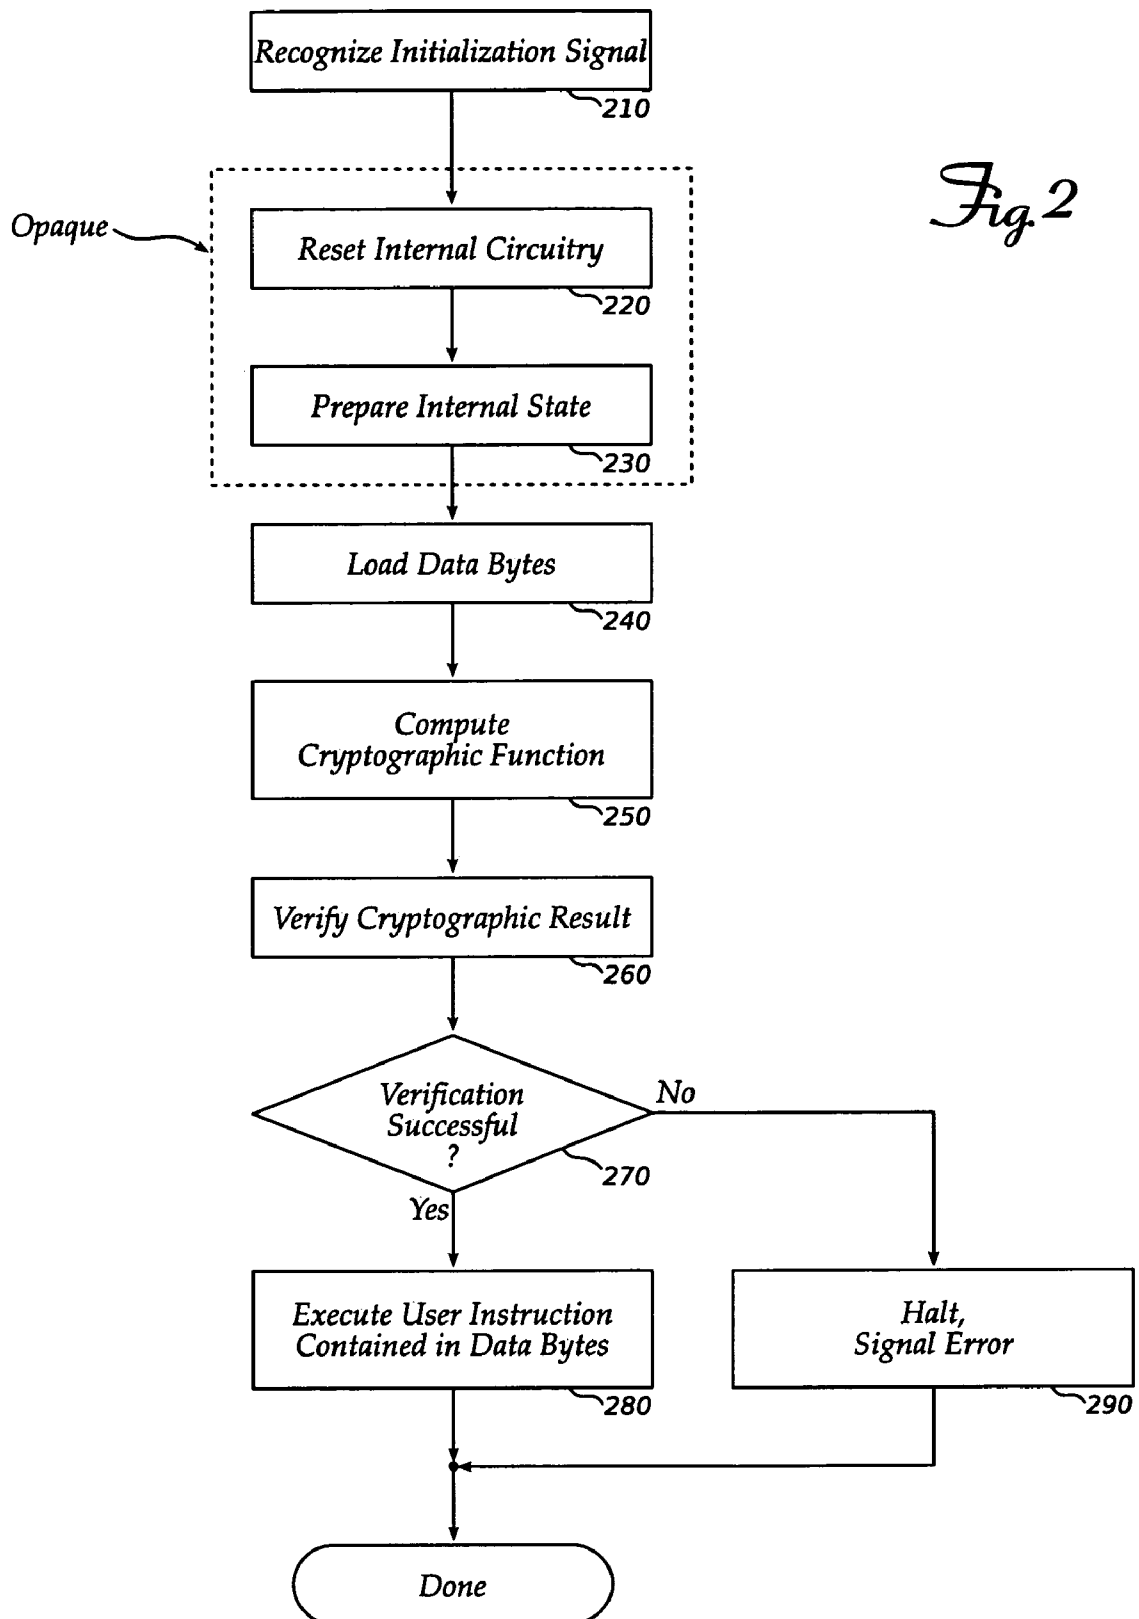 Recognize Initialization Signal
210
Fig. 2
Opaque
Reset Internal Circuitry
220
Prepare Internal State
230
Load Data Bytes
240
Compute
Cryptographic Function
250
Verify Cryptographic Result
260
Verification
Successful
?
No
270
Yes
Execute User Instruction
Contained in Data Bytes
280
Halt,
Signal Error
290
Done